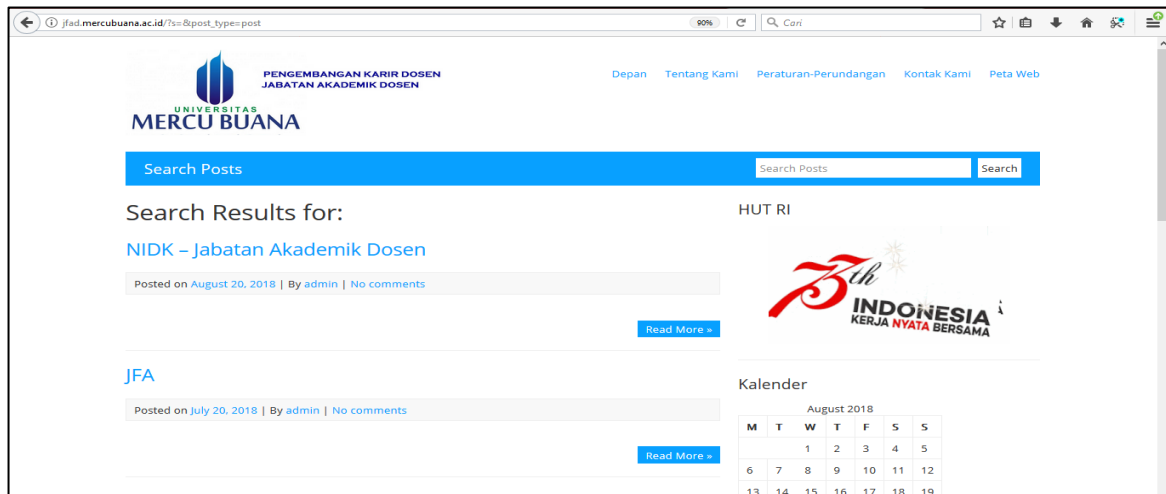 jfad.mercubuana.ac.id/?s=&post_type=post
90%
Cari
PENGEMBANGAN KARIR DOSEN
JABATAN AKADEMIK DOSEN
UNIVERSITAS
MERCU BUANA
Depan Tentang Kami Peraturan-Perundangan Kontak Kami Peta Web
Search Posts
Search Posts
Search
Search Results for:
NIDK – Jabatan Akademik Dosen
Posted on August 20, 2018 | By admin | No comments
Read More »
JFA
Posted on July 20, 2018 | By admin | No comments
Read More »
HUT RI
73th
INDONESIA
KERJA NYATA BERSAMA
Kalender
August 2018
M T W T F S S
1 2 3 4 5
6 7 8 9 10 11 12
13 14 15 16 17 18 19